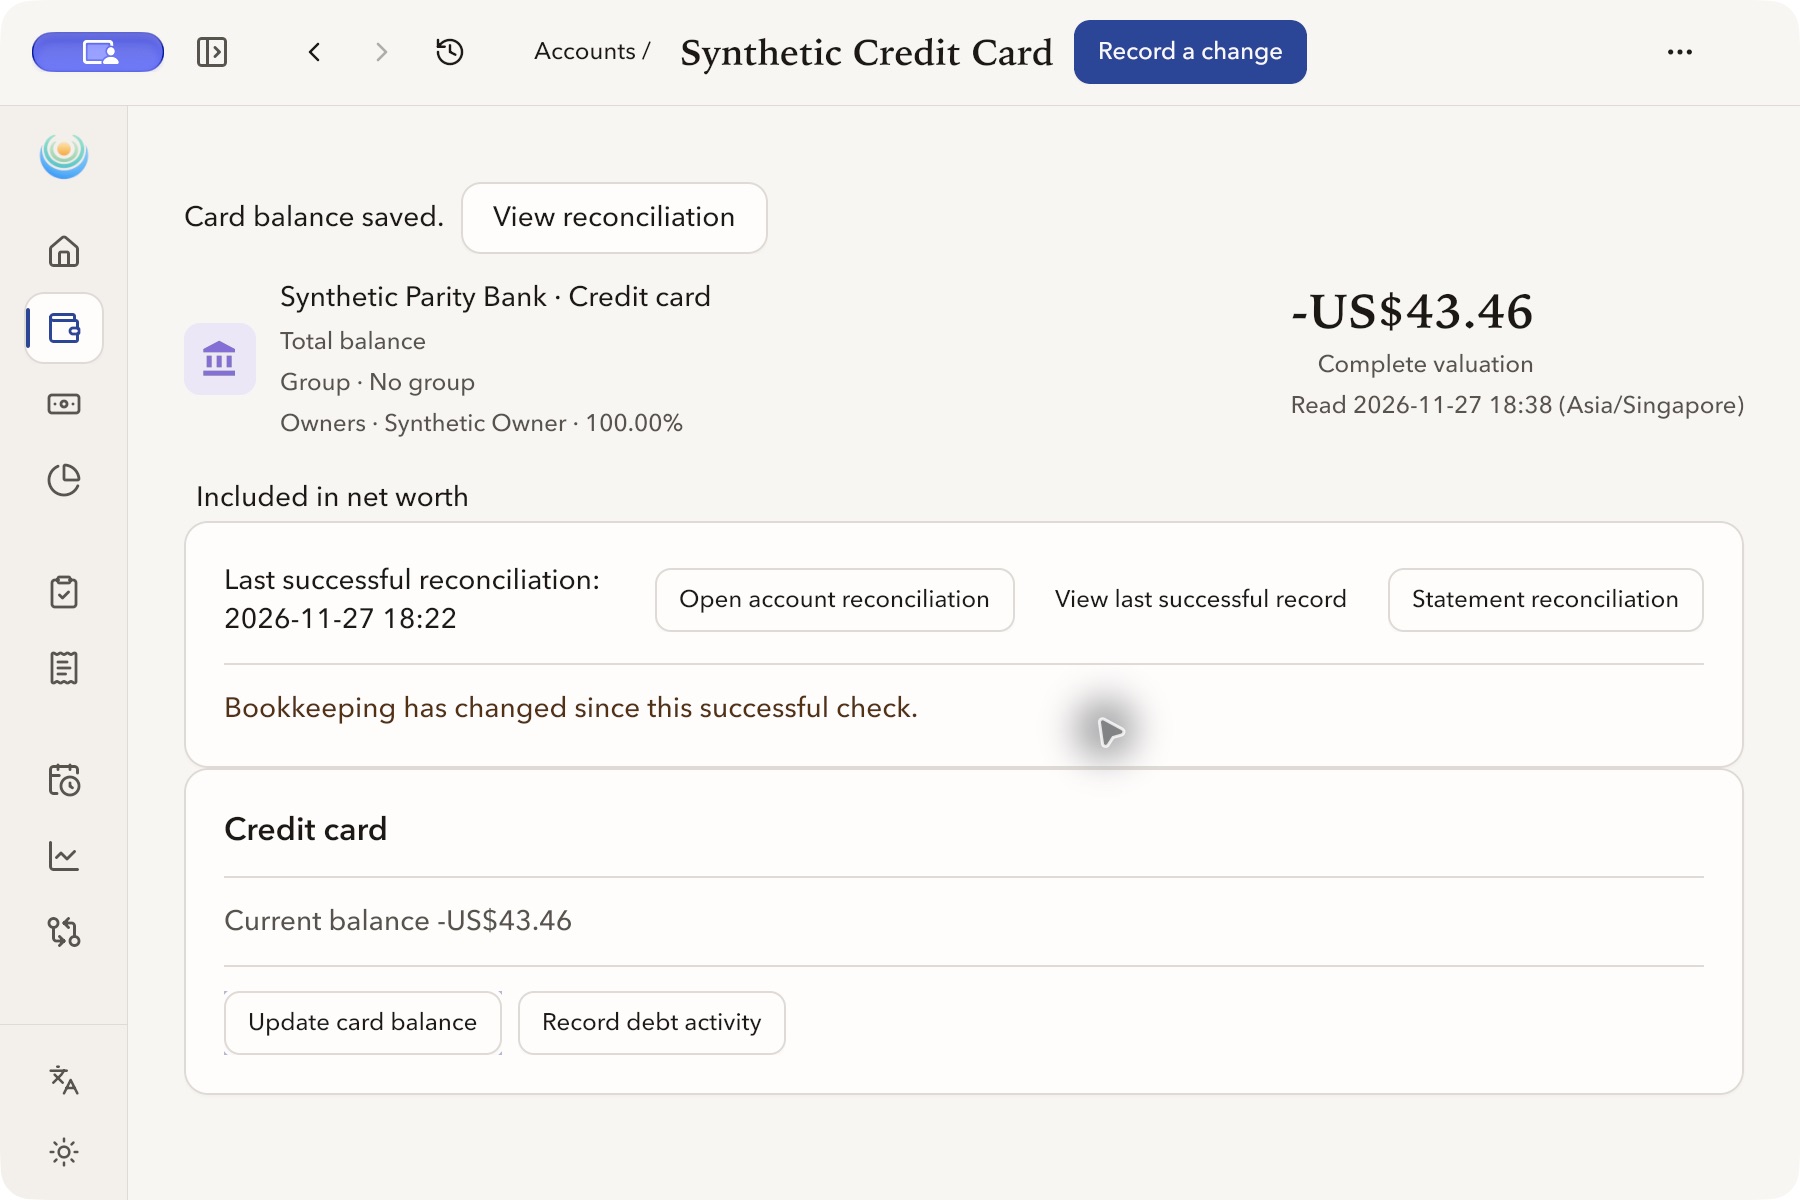 Accounts /
Synthetic Credit Card
Record a change
Card balance saved.
View reconciliation
Synthetic Parity Bank · Credit card
Total balance
Group · No group
Owners · Synthetic Owner · 100.00%
-US$43.46
Complete valuation
Read 2026-11-27 18:38 (Asia/Singapore)
Included in net worth
Last successful reconciliation:
2026-11-27 18:22
Open account reconciliation
View last successful record
Statement reconciliation
Bookkeeping has changed since this successful check.
Credit card
Current balance -US$43.46
Update card balance
Record debt activity